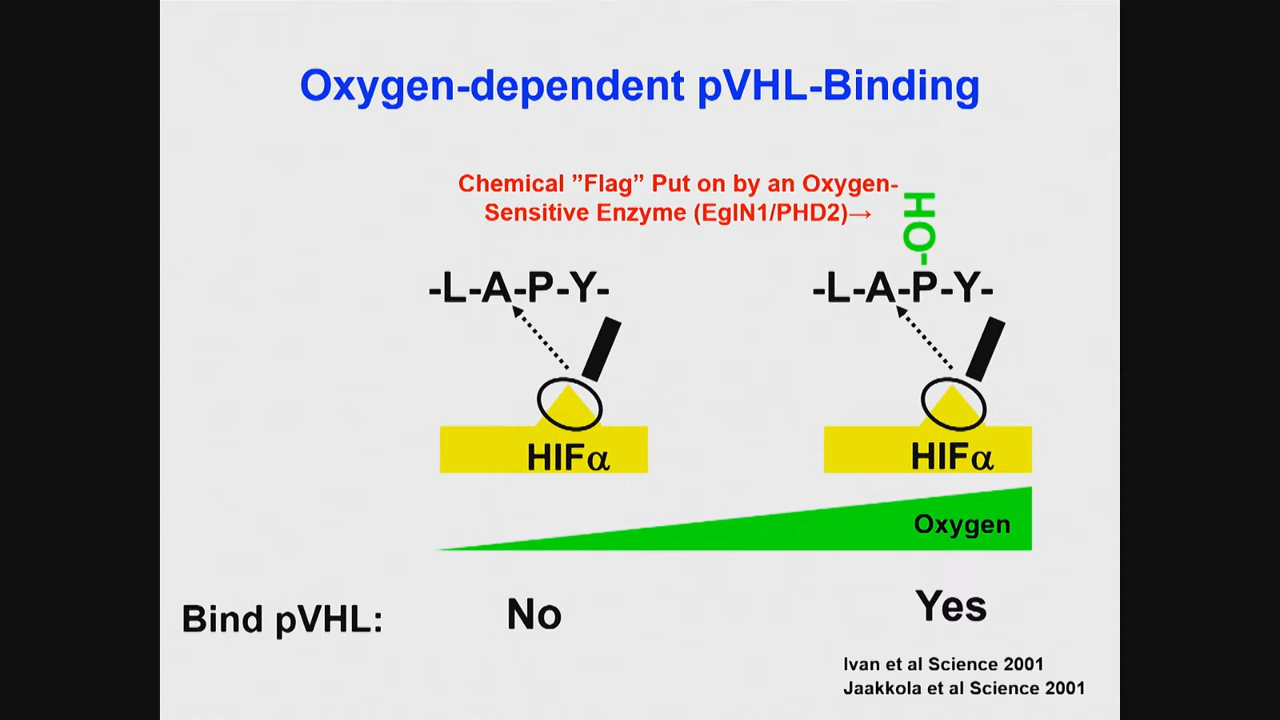 Oxygen-dependent pVHL-Binding
Chemical ”Flag” Put on by an Oxygen-
Sensitive Enzyme (EglN1/PHD2)→
HO-
-L-A-P-Y-
-L-A-P-Y-
HIFα
HIFα
Oxygen
Bind pVHL:
No
Yes
Ivan et al Science 2001
Jaakkola et al Science 2001